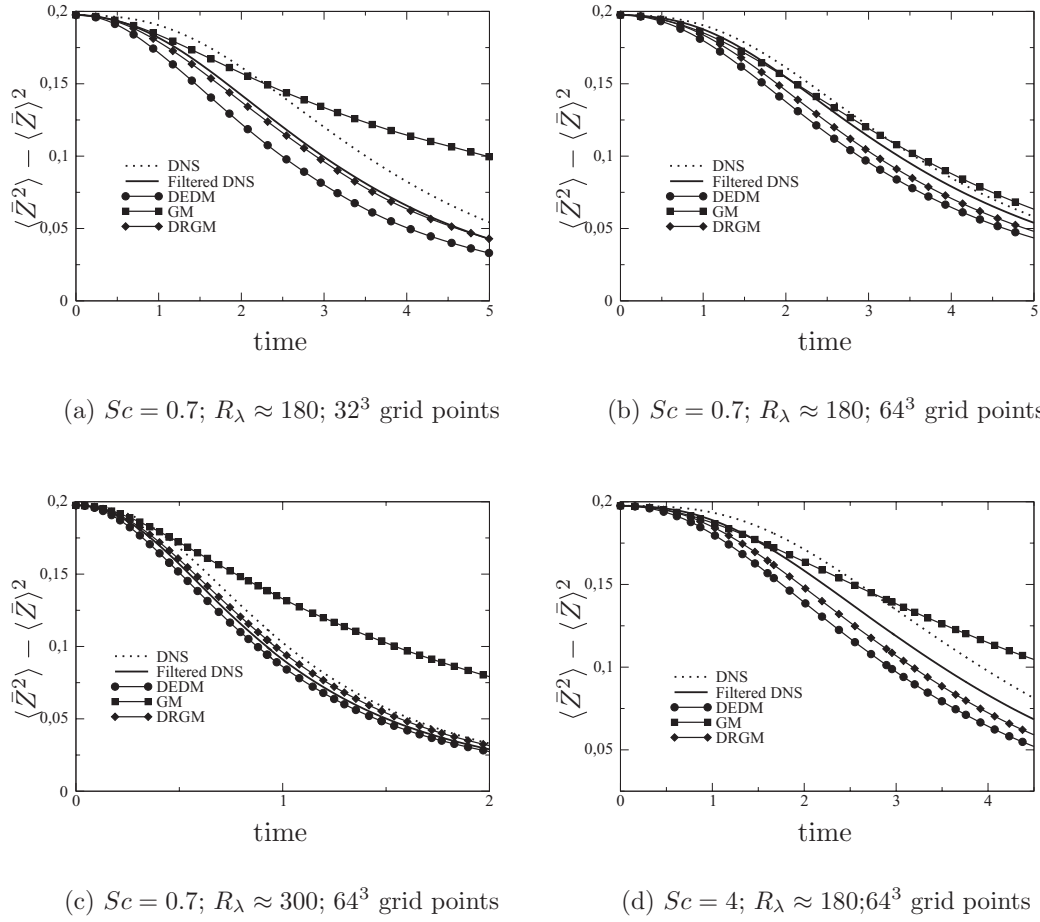 0,2
0,15
0,1
0,05
0
⟨Z̄²⟩ − ⟨Z̄⟩²
DNS
Filtered DNS
DEDM
GM
DRGM
0 1 2 3 4 5
time
(a) Sc = 0.7; R_λ ≈ 180; 32³ grid points
0,2
0,15
0,1
0,05
0
⟨Z̄²⟩ − ⟨Z̄⟩²
DNS
Filtered DNS
DEDM
GM
DRGM
0 1 2 3 4 5
time
(b) Sc = 0.7; R_λ ≈ 180; 64³ grid points
0,2
0,15
0,1
0,05
0
⟨Z̄²⟩ − ⟨Z̄⟩²
DNS
Filtered DNS
DEDM
GM
DRGM
0 1 2
time
(c) Sc = 0.7; R_λ ≈ 300; 64³ grid points
0,2
0,15
0,1
0,05
⟨Z̄²⟩ − ⟨Z̄⟩²
DNS
Filtered DNS
DEDM
GM
DRGM
0 1 2 3 4
time
(d) Sc = 4; R_λ ≈ 180;64³ grid points